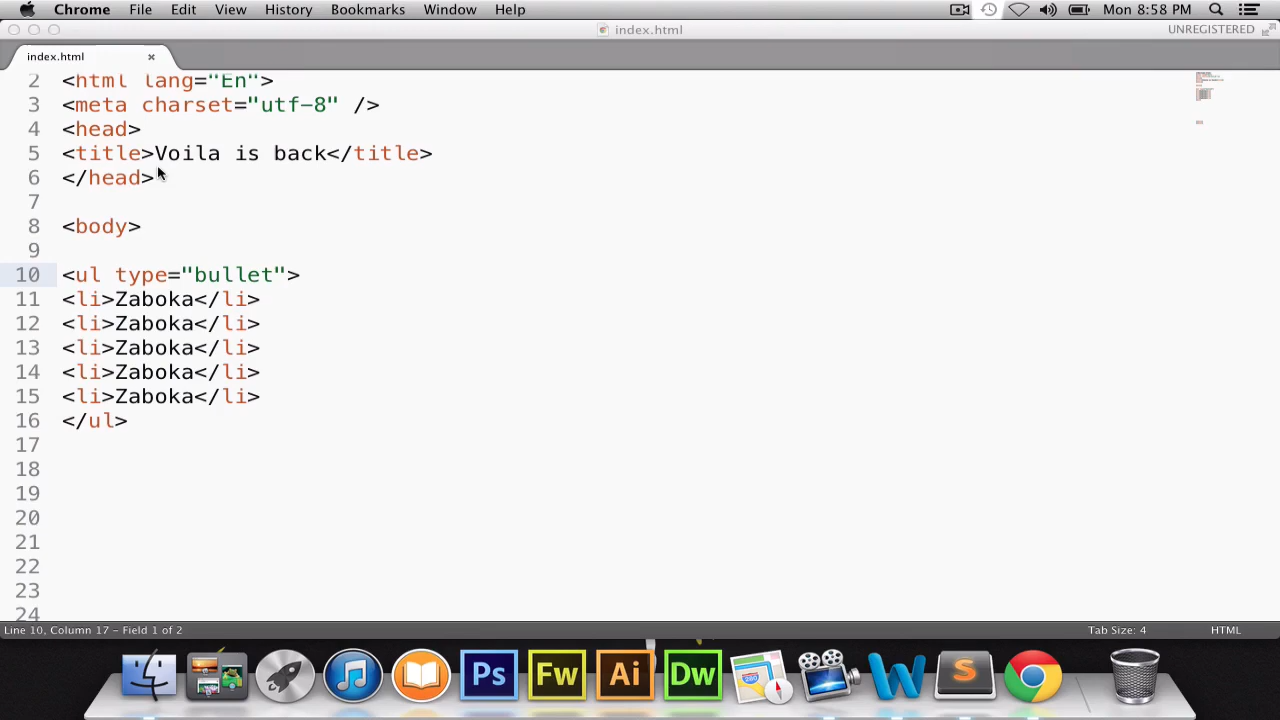 Chrome File Edit View History Bookmarks Window Help Mon 8:58 PM
index.html UNREGISTERED
index.html ×
2 <html lang="En">
3 <meta charset="utf-8" />
4 <head>
5 <title>Voila is back</title>
6 </head>
7
8 <body>
9
10 <ul type="bullet">
11 <li>Zaboka</li>
12 <li>Zaboka</li>
13 <li>Zaboka</li>
14 <li>Zaboka</li>
15 <li>Zaboka</li>
16 </ul>
17
18
19
20
21
22
23
24
Line 10, Column 17 – Field 1 of 2 Tab Size: 4 HTML
Ps Fw Ai Dw 360 W S